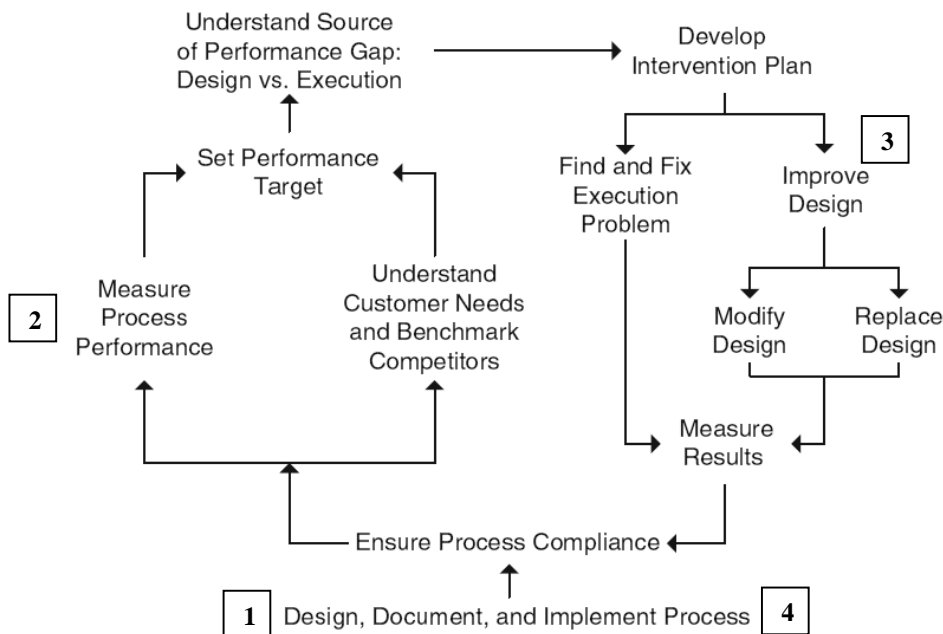 Understand Source
of Performance Gap:
Design vs. Execution
Develop
Intervention Plan
3
Set Performance
Target
Find and Fix
Execution
Problem
Improve
Design
2
Measure
Process
Performance
Understand
Customer Needs
and Benchmark
Competitors
Modify
Design
Replace
Design
Measure
Results
Ensure Process Compliance
1 Design, Document, and Implement Process 4